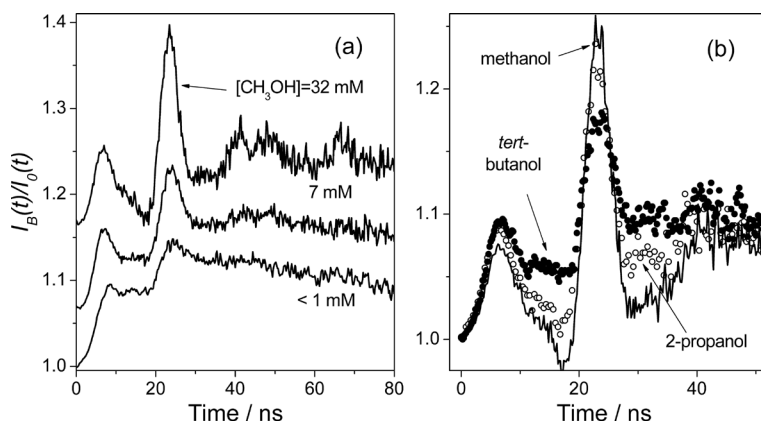 (a)
[CH₃OH]=32 mM
7 mM
< 1 mM
1.4
1.3
1.2
1.1
1.0
I_B(t)/I_0(t)
0 20 40 60 80
Time / ns
(b)
methanol
tert-
butanol
2-propanol
1.2
1.1
1.0
0 20 40
Time / ns